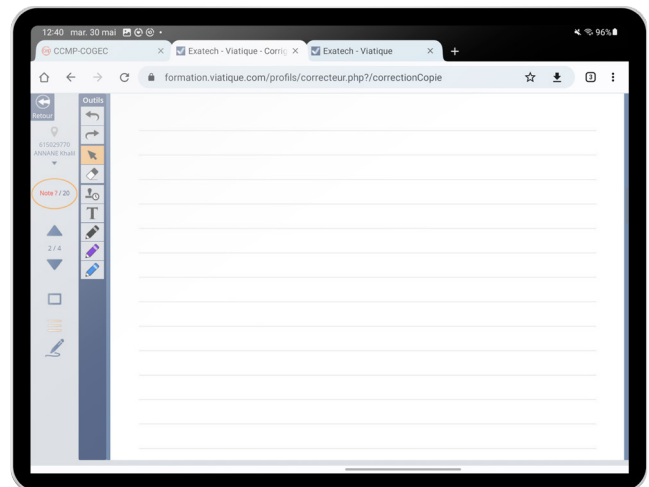 12:40 mar. 30 mai
96%
CCMP-COGEC
Exatech - Viatique - Corrig
Exatech - Viatique
formation.viatique.com/profils/correcteur.php?/correctionCopie
3
Retour
Outils
615029770
ANNANE Khalil
Note 7 / 20
T
2 / 4